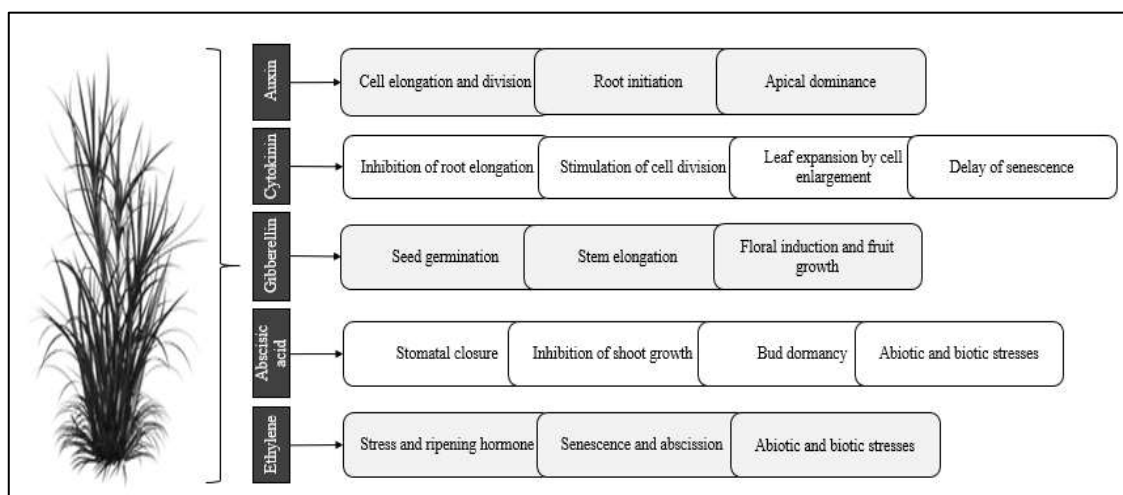 Auxin
Cell elongation and division
Root initiation
Apical dominance
Cytokinin
Inhibition of root elongation
Stimulation of cell division
Leaf expansion by cell
enlargement
Delay of senescence
Gibberellin
Seed germination
Stem elongation
Floral induction and fruit
growth
Abscisic
acid
Stomatal closure
Inhibition of shoot growth
Bud dormancy
Abiotic and biotic stresses
Ethylene
Stress and ripening hormone
Senescence and abscission
Abiotic and biotic stresses